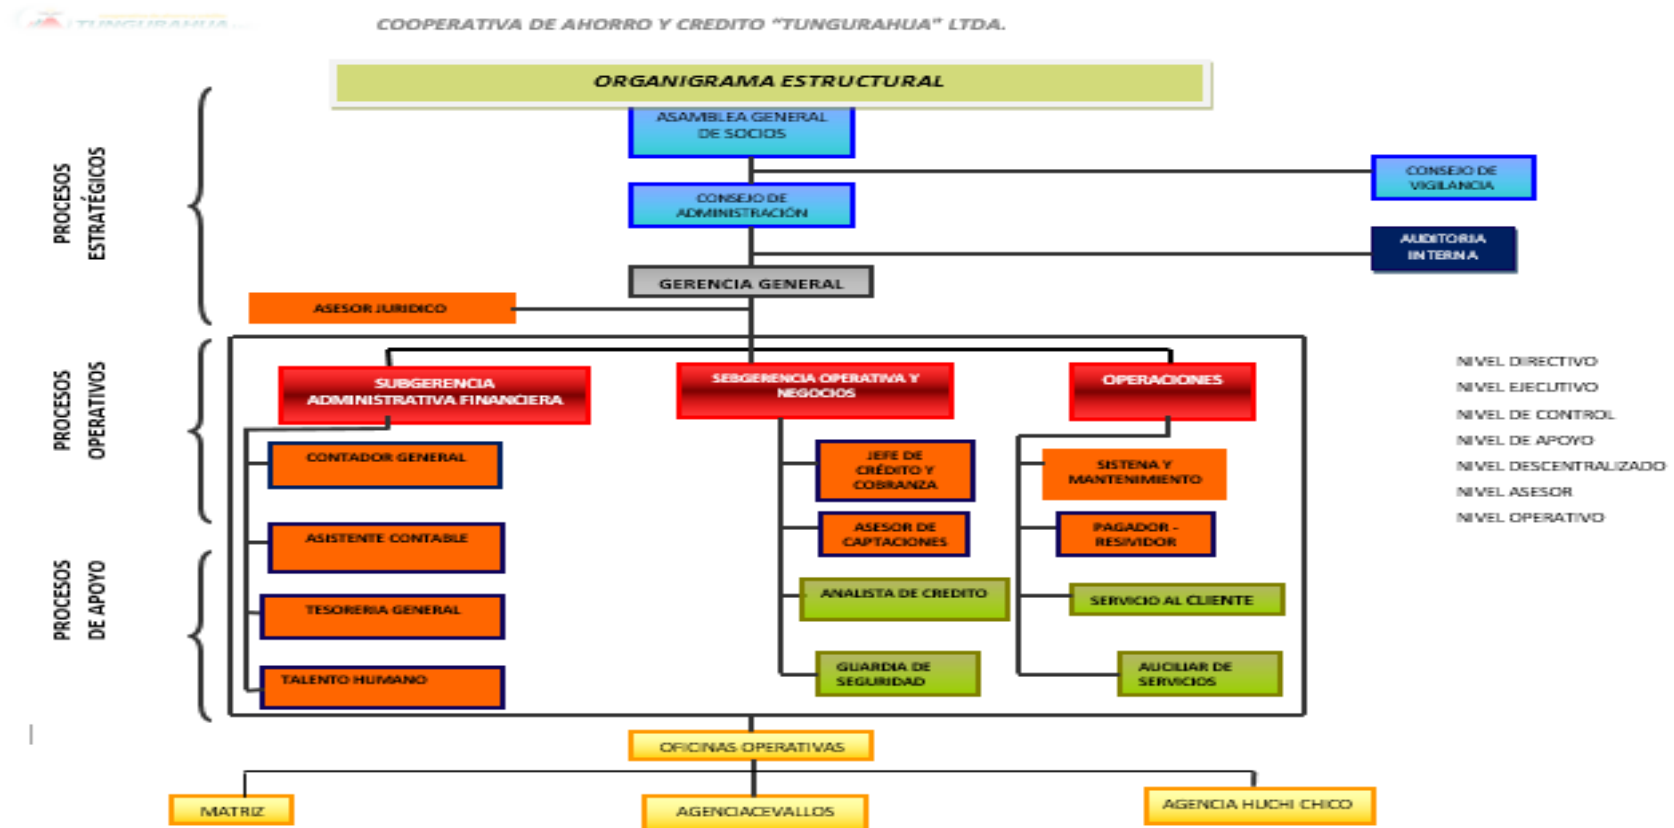 TUNGURAHUA
COOPERATIVA DE AHORRO Y CREDITO “TUNGURAHUA” LTDA.
ORGANIGRAMA ESTRUCTURAL
ASAMBLEA GENERAL
DE SOCIOS
CONSEJO DE
VIGILANCIA
CONSEJO DE
ADMINISTRACIÓN
AUDITORIA
INTERNA
GERENCIA GENERAL
ASESOR JURIDICO
PROCESOS
ESTRATÉGICOS
PROCESOS
OPERATIVOS
PROCESOS
DE APOYO
SUBGERENCIA
ADMINISTRATIVA FINANCIERA
CONTADOR GENERAL
ASISTENTE CONTABLE
TESORERIA GENERAL
TALENTO HUMANO
SEBGERENCIA OPERATIVA Y
NEGOCIOS
JEFE DE
CRÉDITO Y
COBRANZA
ASESOR DE
CAPTACIONES
ANALISTA DE CREDITO
GUARDIA DE
SEGURIDAD
OPERACIONES
SISTENA Y
MANTENIMIENTO
PAGADOR -
RESIVIDOR
SERVICIO AL CLIENTE
AUCILIAR DE
SERVICIOS
NIVEL DIRECTIVO
NIVEL EJECUTIVO
NIVEL DE CONTROL
NIVEL DE APOYO
NIVEL DESCENTRALIZADO
NIVEL ASESOR
NIVEL OPERATIVO
OFICINAS OPERATIVAS
MATRIZ
AGENCIACEVALLOS
AGENCIA HUCHI CHICO